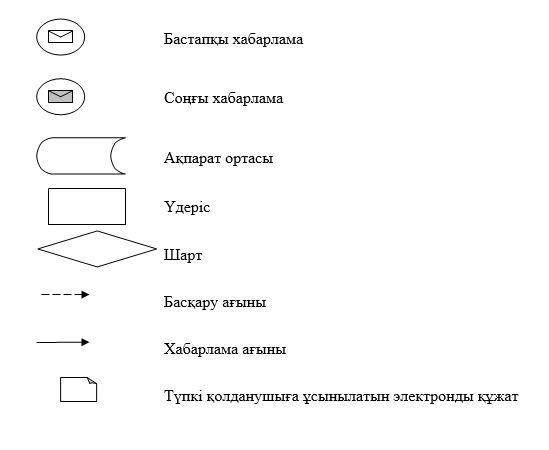 Бастапқы хабарлама
Соңғы хабарлама
Ақпарат ортасы
Үдеріс
Шарт
Басқару ағыны
Хабарлама ағыны
Түпкі қолданушыға ұсынылатын электронды құжат